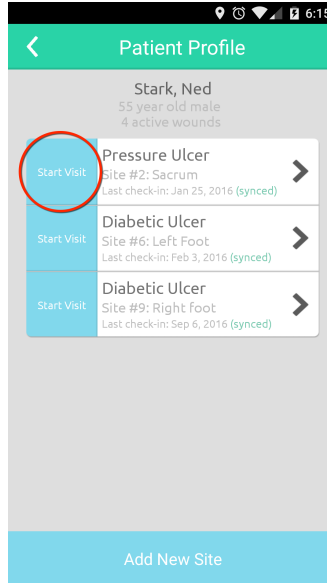 6:15
Patient Profile
Stark, Ned
55 year old male
4 active wounds
Start Visit
Pressure Ulcer
Site #2: Sacrum
Last check-in: Jan 25, 2016 (synced)
Start Visit
Diabetic Ulcer
Site #6: Left Foot
Last check-in: Feb 3, 2016 (synced)
Start Visit
Diabetic Ulcer
Site #9: Right foot
Last check-in: Sep 6, 2016 (synced)
Add New Site